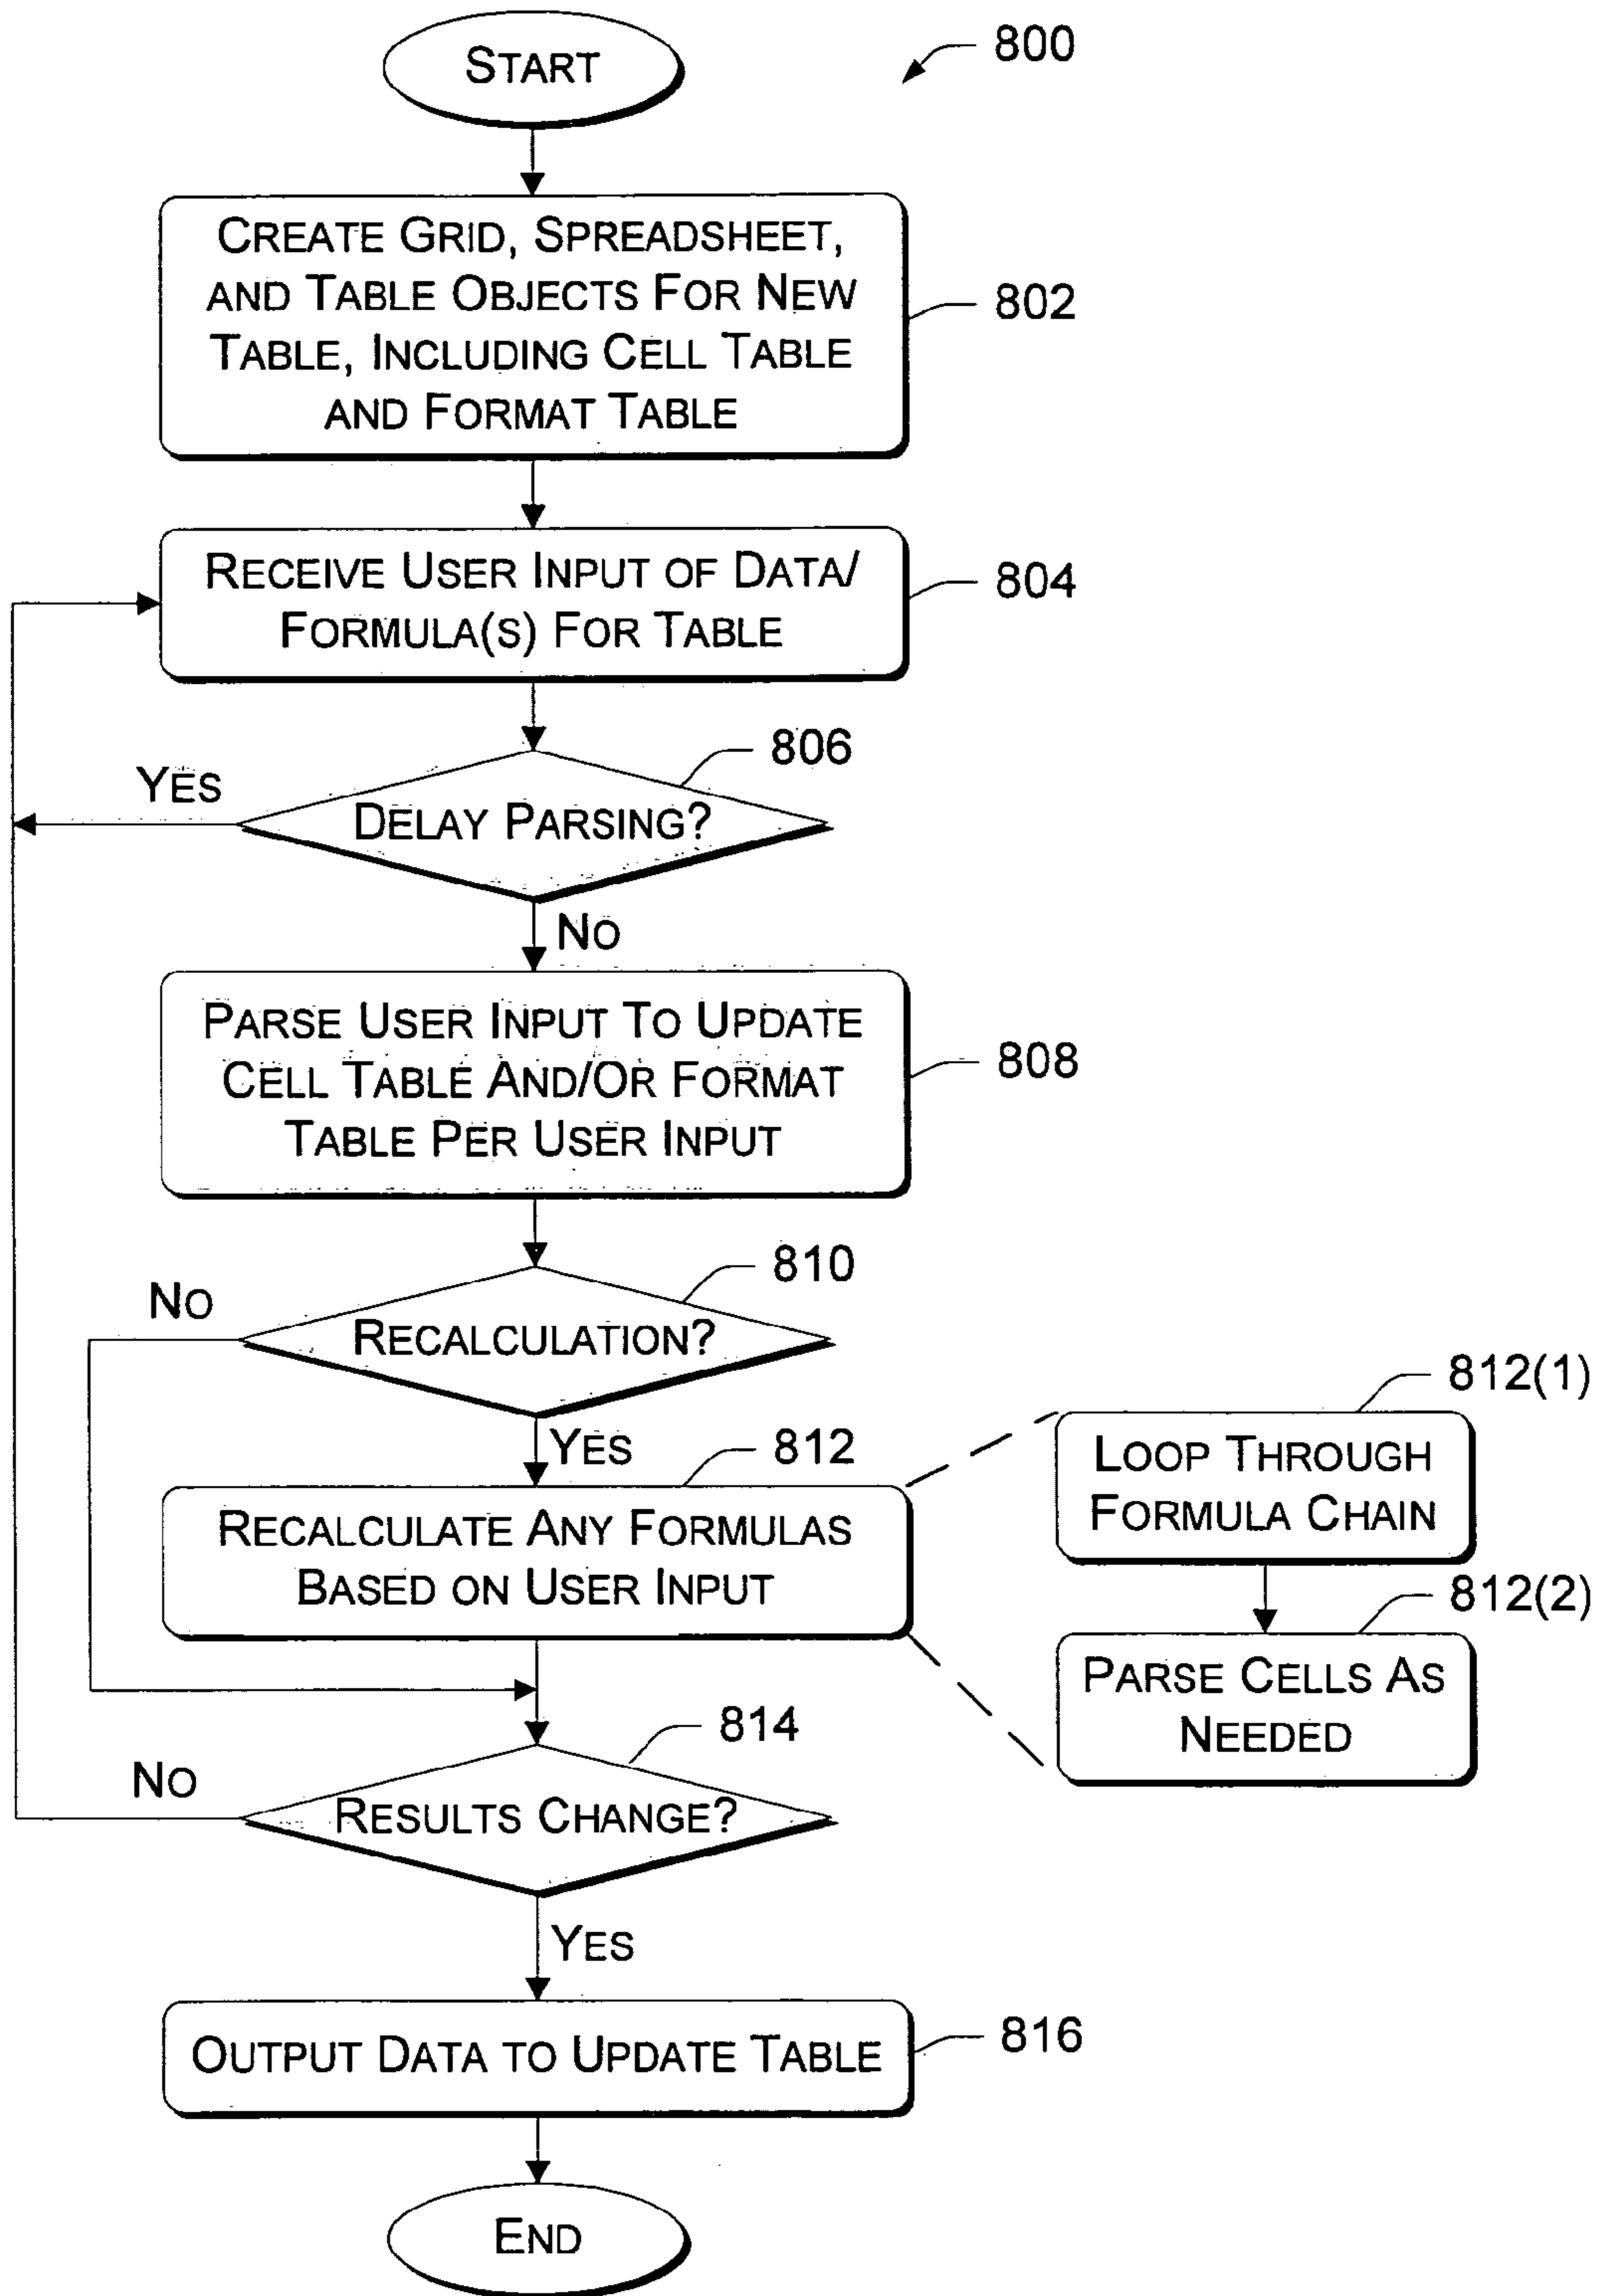 START
800
CREATE GRID, SPREADSHEET,
AND TABLE OBJECTS FOR NEW
TABLE, INCLUDING CELL TABLE
AND FORMAT TABLE
802
RECEIVE USER INPUT OF DATA/
FORMULA(S) FOR TABLE
804
806
YES
DELAY PARSING?
NO
PARSE USER INPUT TO UPDATE
CELL TABLE AND/OR FORMAT
TABLE PER USER INPUT
808
810
NO
RECALCULATION?
YES
812
RECALCULATE ANY FORMULAS
BASED ON USER INPUT
812(1)
LOOP THROUGH
FORMULA CHAIN
812(2)
PARSE CELLS AS
NEEDED
814
NO
RESULTS CHANGE?
YES
OUTPUT DATA TO UPDATE TABLE
816
END